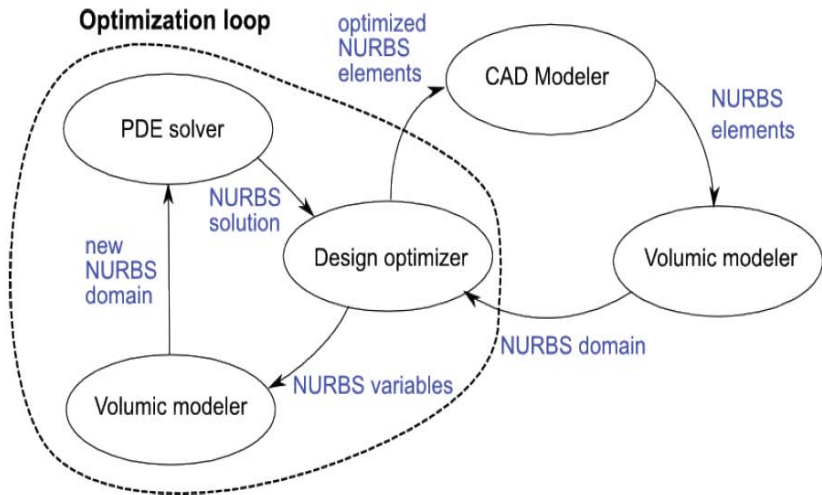 Optimization loop
optimized
NURBS
elements
CAD Modeler
NURBS
elements
PDE solver
NURBS
solution
new
NURBS
domain
Design optimizer
Volumic modeler
NURBS domain
NURBS variables
Volumic modeler